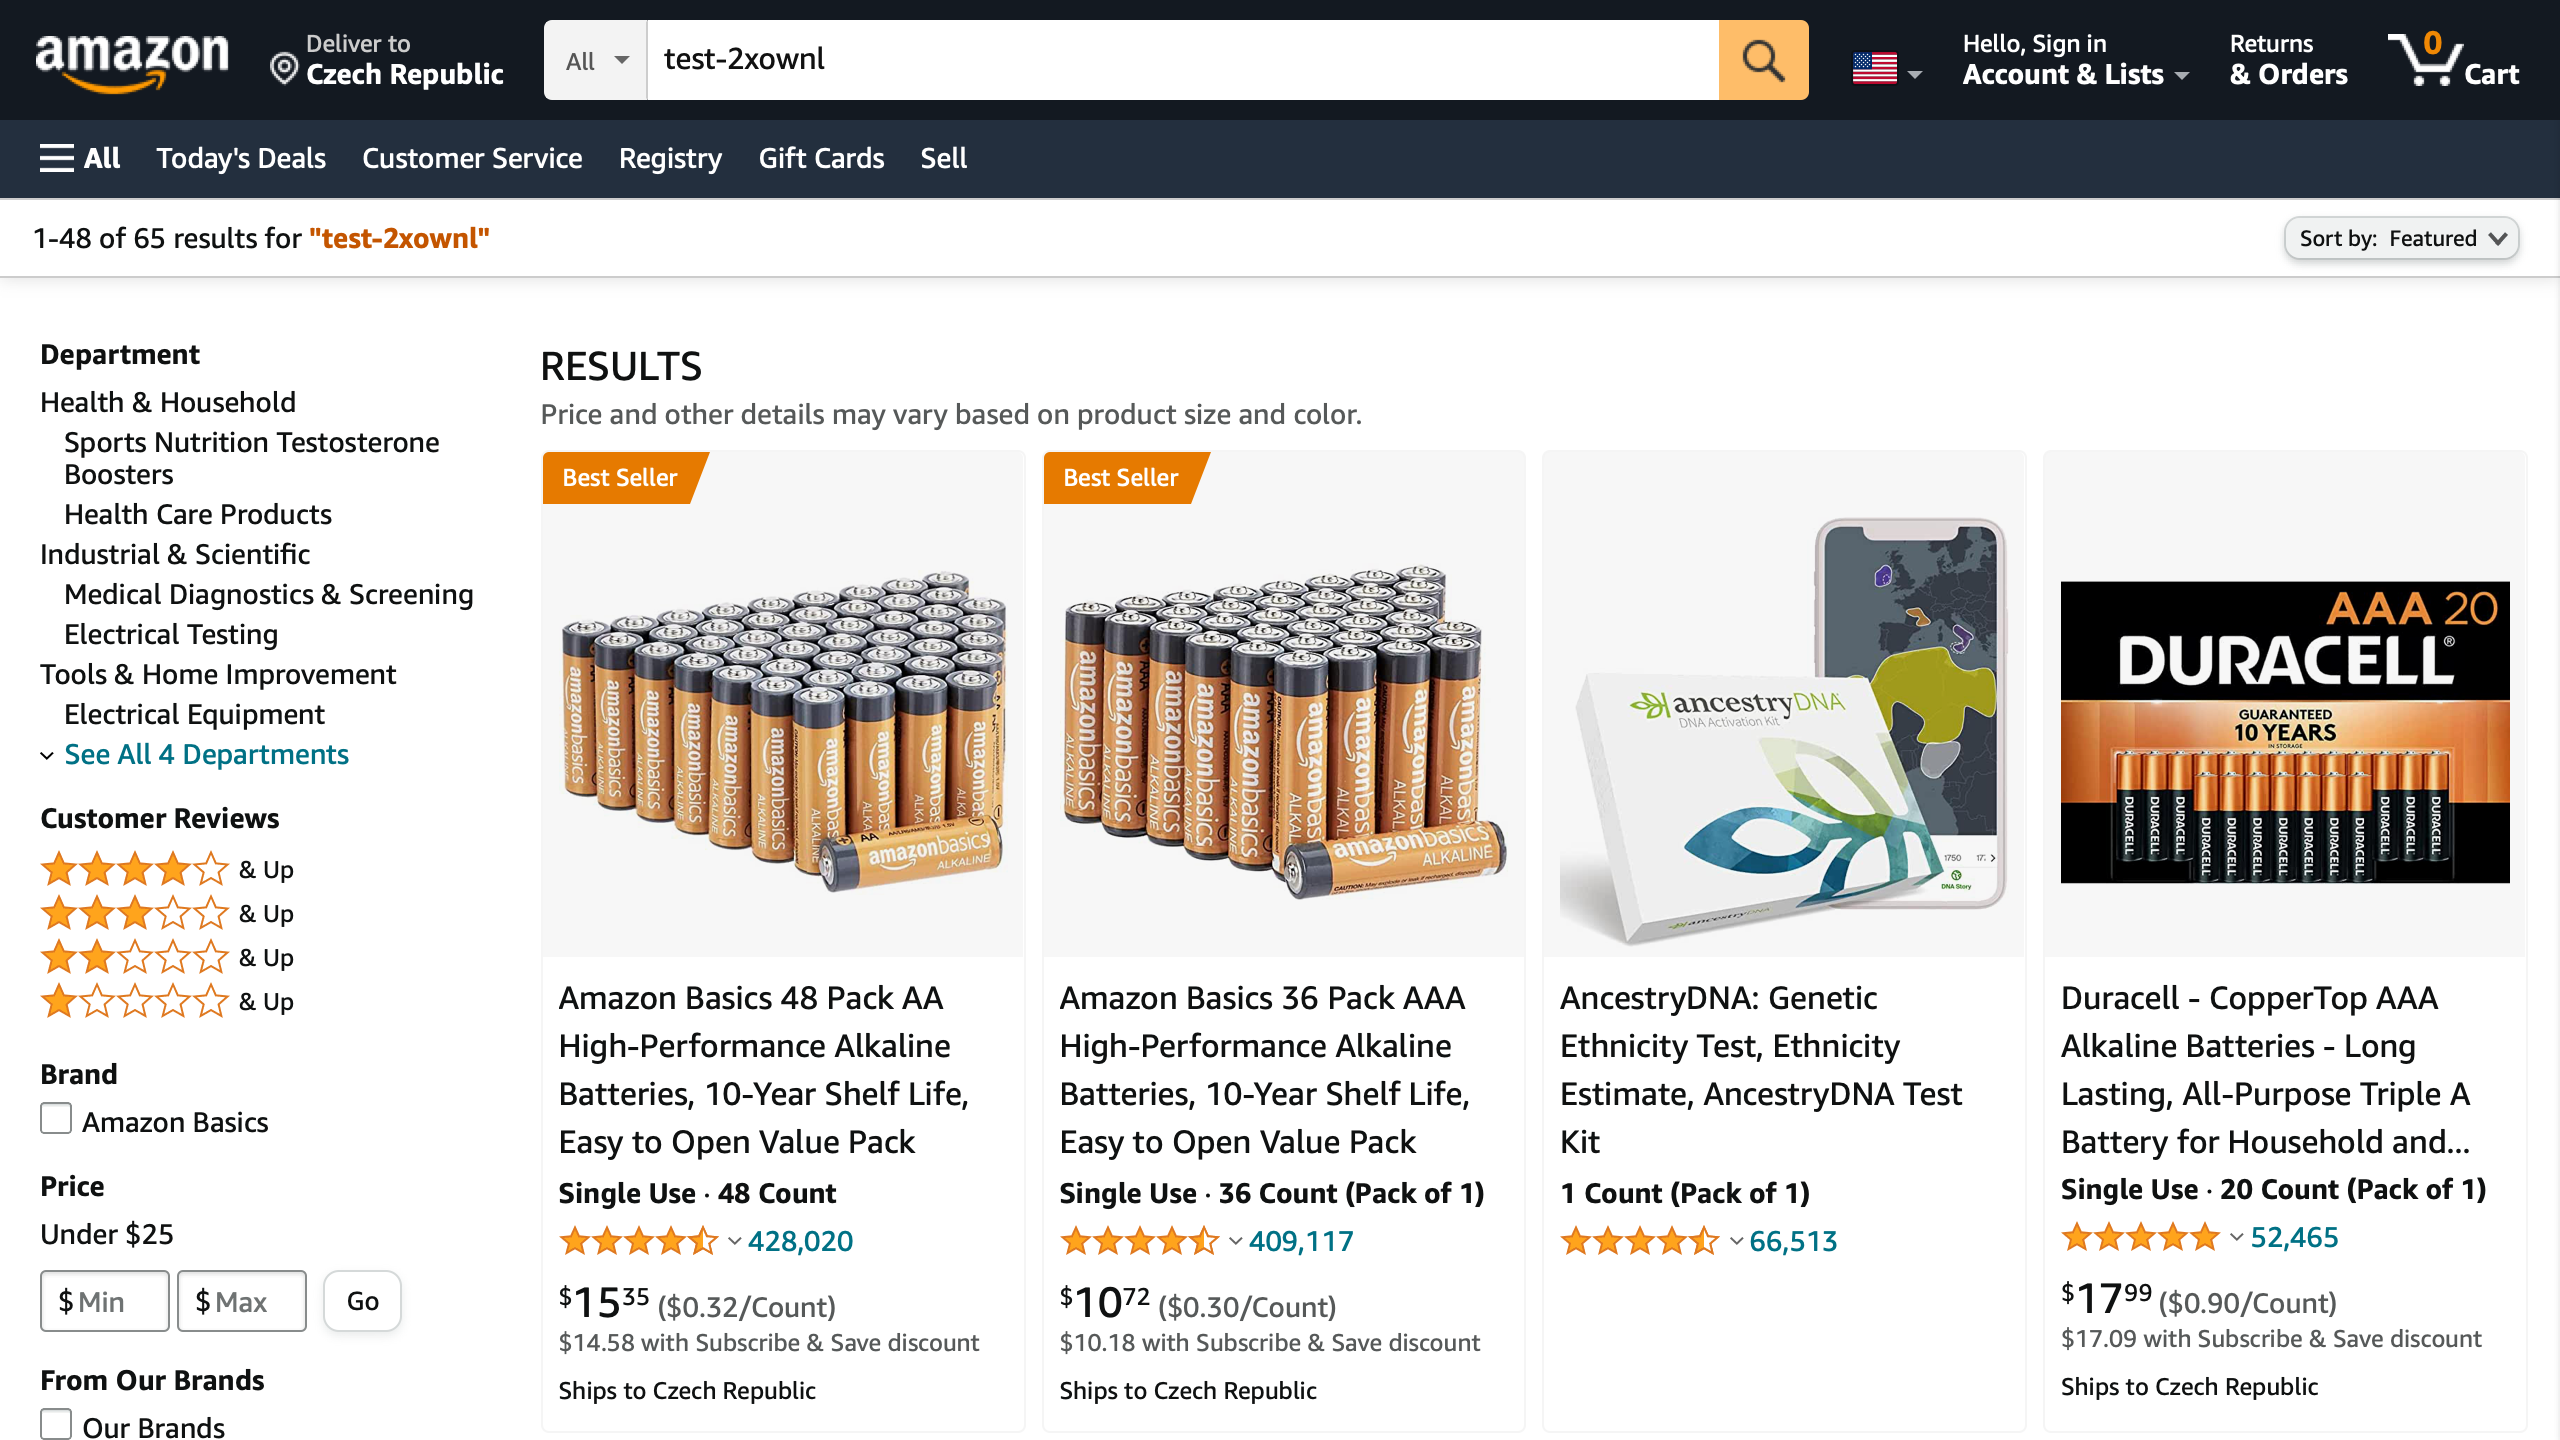 amazon
Deliver to
Czech Republic
All
test-2xownl
Hello, Sign in
Account & Lists
Returns
& Orders
0
Cart
All
Today's Deals
Customer Service
Registry
Gift Cards
Sell
1-48 of 65 results for "test-2xownl"
Sort by: Featured
Department
Health & Household
Sports Nutrition Testosterone
Boosters
Health Care Products
Industrial & Scientific
Medical Diagnostics & Screening
Electrical Testing
Tools & Home Improvement
Electrical Equipment
See All 4 Departments
Customer Reviews
& Up
& Up
& Up
& Up
Brand
Amazon Basics
Price
Under $25
$ Min
$ Max
Go
From Our Brands
Our Brands
RESULTS
Price and other details may vary based on product size and color.
Best Seller
amazonbasics
ALKALINE
AA
Amazon Basics 48 Pack AA
High-Performance Alkaline
Batteries, 10-Year Shelf Life,
Easy to Open Value Pack
Single Use · 48 Count
428,020
$1535 ($0.32/Count)
$14.58 with Subscribe & Save discount
Ships to Czech Republic
Best Seller
amazonbasics
ALKALINE
Amazon Basics 36 Pack AAA
High-Performance Alkaline
Batteries, 10-Year Shelf Life,
Easy to Open Value Pack
Single Use · 36 Count (Pack of 1)
409,117
$1072 ($0.30/Count)
$10.18 with Subscribe & Save discount
Ships to Czech Republic
ancestryDNA
DNA Activation Kit
1750
DNA Story
AncestryDNA: Genetic
Ethnicity Test, Ethnicity
Estimate, AncestryDNA Test
Kit
1 Count (Pack of 1)
66,513
AAA 20
DURACELL®
GUARANTEED
10 YEARS
IN STORAGE
DURACELL
Duracell - CopperTop AAA
Alkaline Batteries - Long
Lasting, All-Purpose Triple A
Battery for Household and...
Single Use · 20 Count (Pack of 1)
52,465
$1799 ($0.90/Count)
$17.09 with Subscribe & Save discount
Ships to Czech Republic